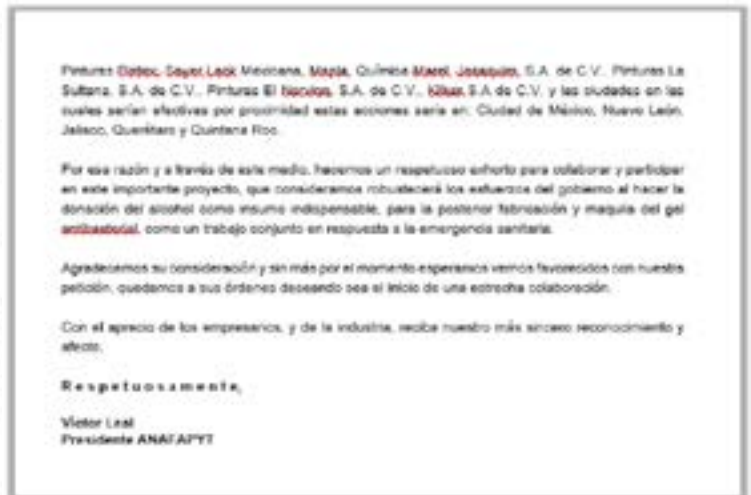 Pinturas Sayer Lack Mexicana, Mapla, Química S.A. de C.V. Pinturas La
Sultana, S.A. de C.V., Pinturas El S.A. de C.V., S.A de C.V. y las ciudades en las
cuales serían efectivas por proximidad estas acciones sería en: Ciudad de México, Nuevo León,
Jalisco, Querétaro y Quintana Roo.
Por esa razón y a través de este medio, hacemos un respetuoso exhorto para colaborar y participar
en este importante proyecto, que consideramos robustecerá los esfuerzos del gobierno al hacer la
donación del alcohol como insumo indispensable, para la posterior fabricación y maquila del gel
antibacterial, como un trabajo conjunto en respuesta a la emergencia sanitaria.
Agradecemos su consideración y sin más por el momento esperamos vernos favorecidos con nuestra
petición, quedamos a sus órdenes deseando sea el inicio de una estrecha colaboración.
Con el aprecio de los empresarios, y de la industria, reciba nuestro más sincero reconocimiento y
afecto.
Respetuosamente,
Víctor Leal
Presidente ANAFAPYT